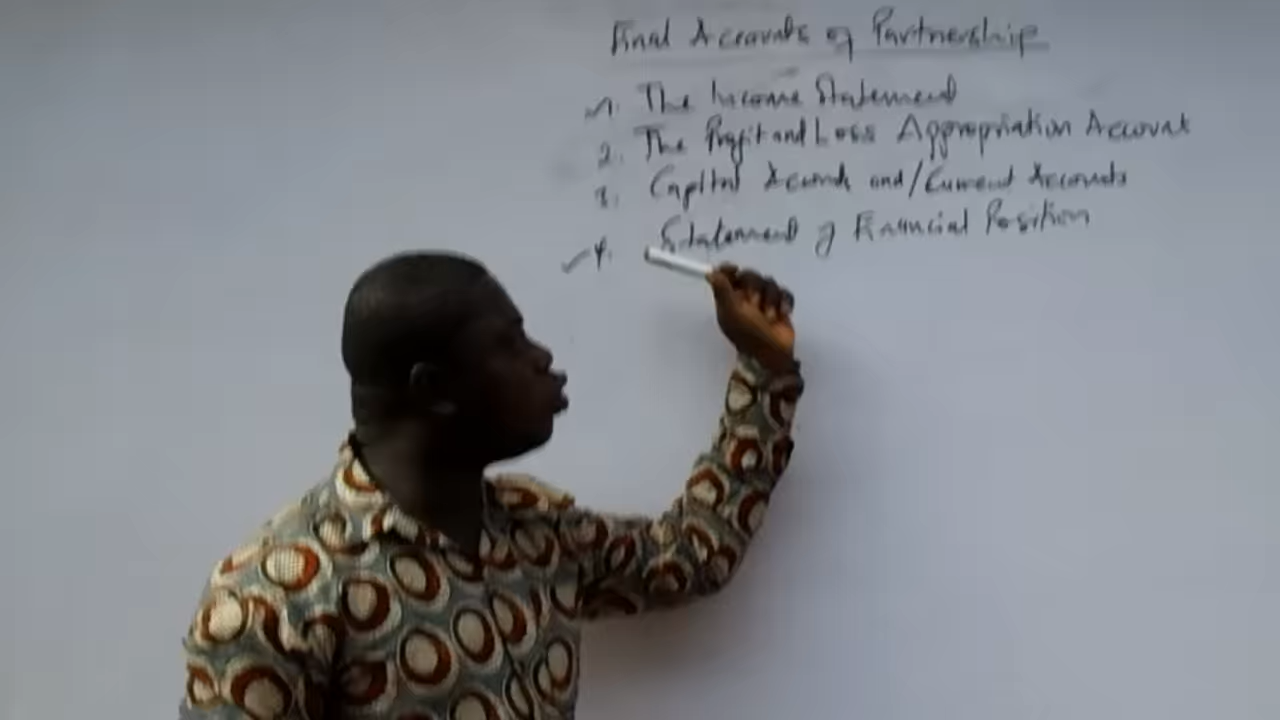 Final Accounts of Partnership
1. The Income Statement
2. The Profit and Loss Appropriation Account
3. Capital Accounts and/Current Accounts
4. Statement of Financial Position